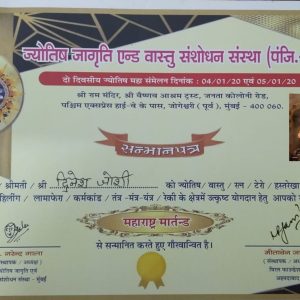 ज्योतिष जागृति एन्ड वास्तु संशोधन संस्था (पंजि.
दो दिवसीय ज्योतिष महा संमेलन दिनांक : 04/01/20 एवं 05/01/20
श्री राम मंदिर, श्री वैष्णव आश्रम ट्रस्ट, जनता कोलोनी रोड,
पश्चिम एक्सप्रेस हाई-वे के पास, जोगेश्वरी (पूर्व), मुंबई - 400 060.
सन्मानपत्र
श्रीमती / श्री दिनेश जोशी को ज्योतिष / वास्तु / रत्न / टेरो / हस्तरेखा
हिलींग / लामाफेरा / कर्मकांड / तंत्र-मंत्र-यंत्र / रेकी के क्षेत्रमें उत्कृष्ट योगदान हेतु आपको
महाराष्ट्र मार्तन्ड
से सन्मानित करते हुए गौरवान्वित है।